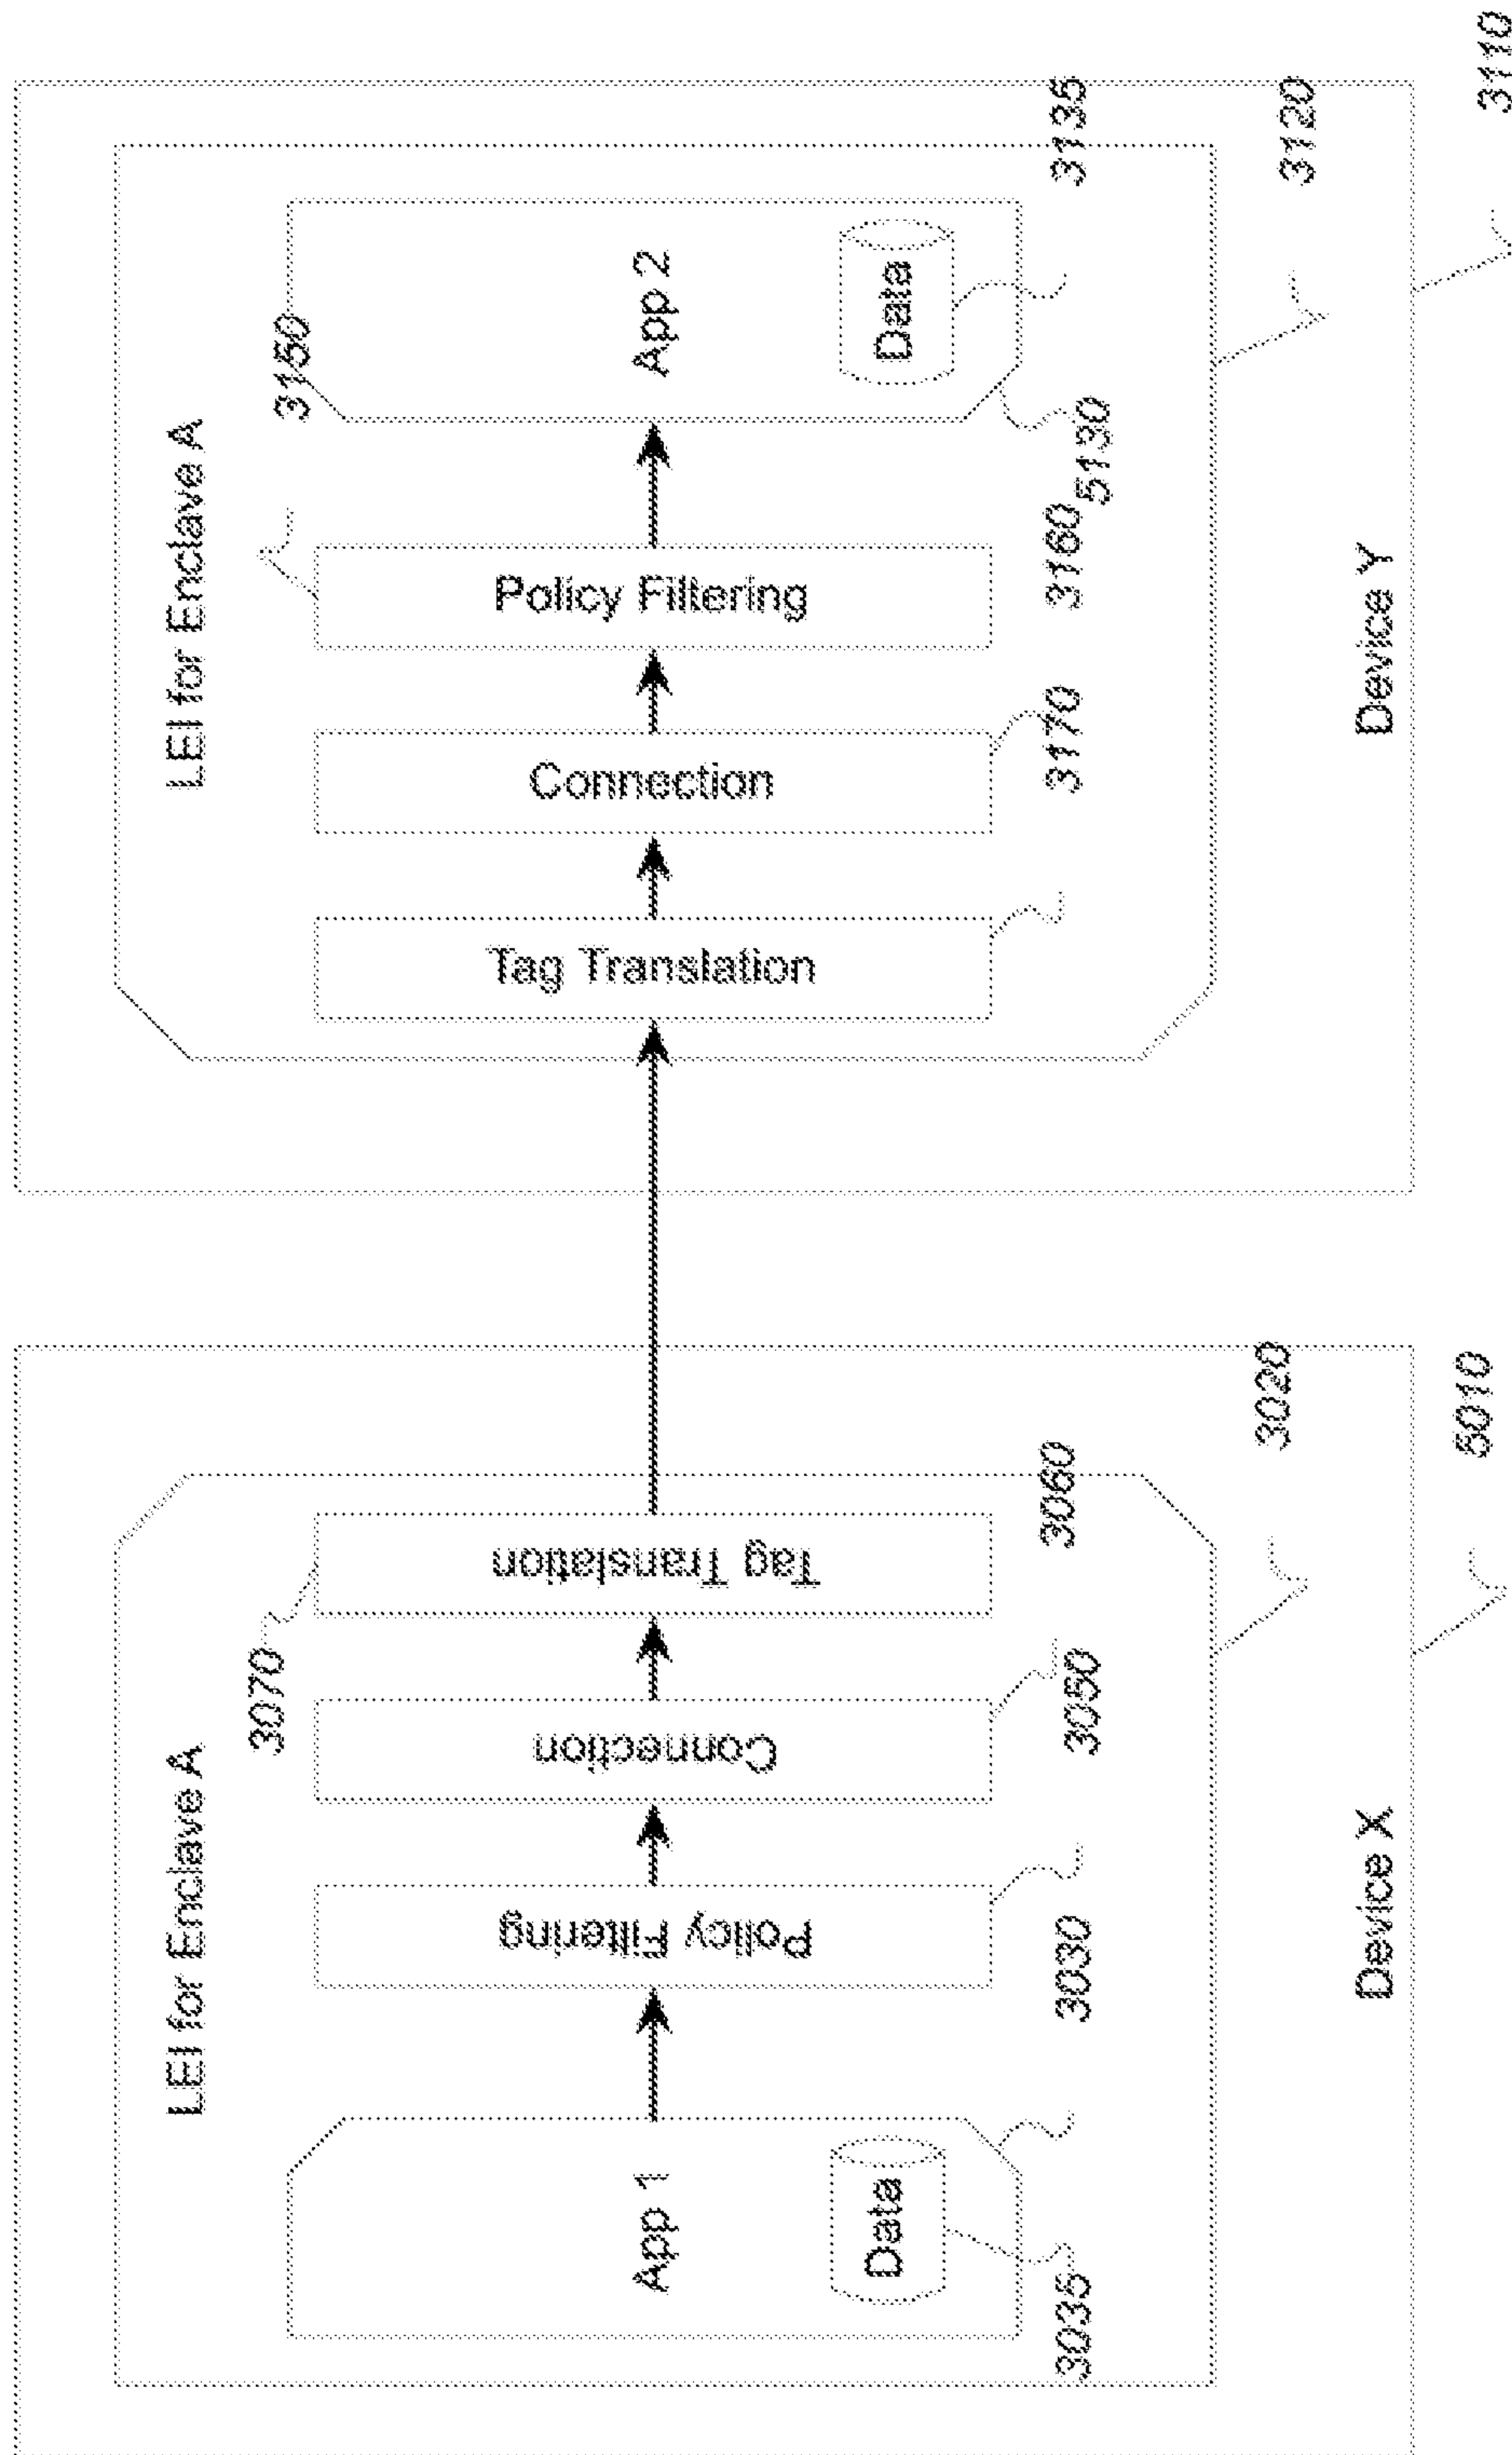 LEI for Enclave A
3070
App 1
Policy Filtering
Connection
Tag Translation
Data
3035
3030
3050
3060
3020
Device X
5010
LEI for Enclave A
3150
Tag Translation
Connection
Policy Filtering
App 2
Data
3170
3160
5130
3135
3120
Device Y
3110